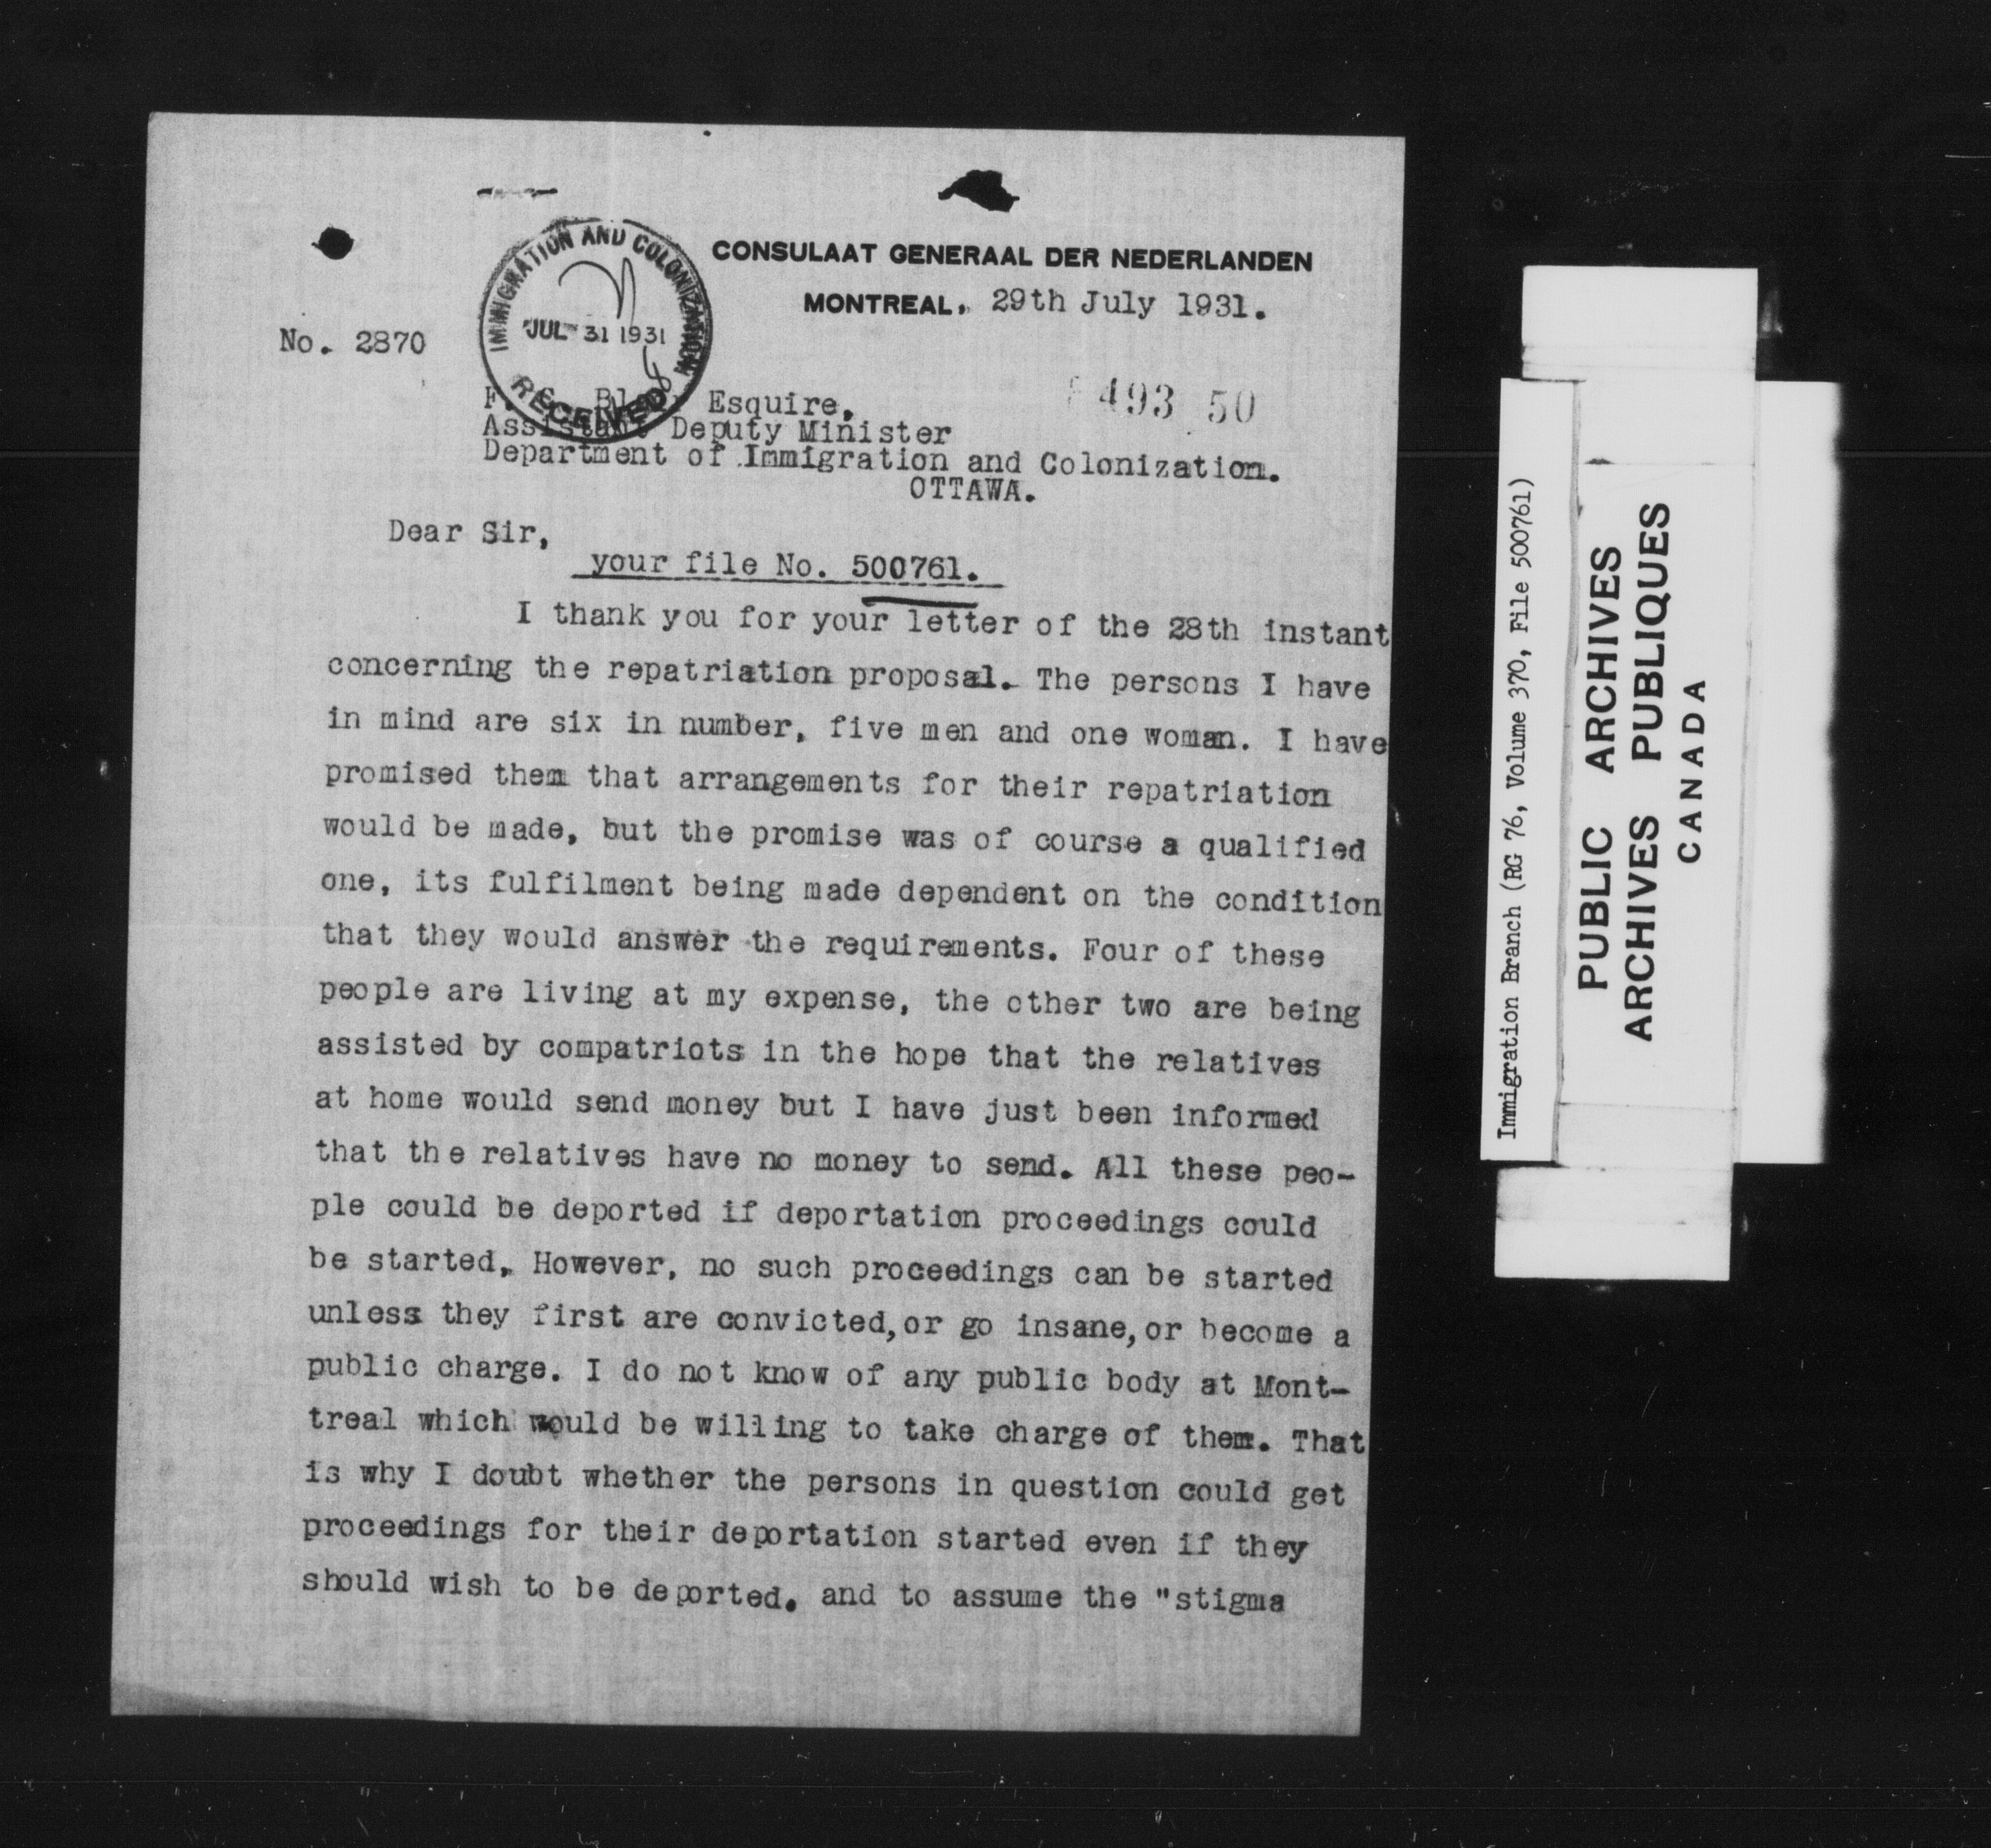 CONSULAAT GENERAAL DER NEDERLANDEN
MONTREAL, 29th July 1931.
IMMIGRATION AND COLONIZATION
JUL 31 1931
RECEIVED
No. 2870
493 50
F. Esquire,
Assistant Deputy Minister
Department of Immigration and Colonization.
OTTAWA.
Dear Sir,
your file No. 500761.
I thank you for your letter of the 28th instant
concerning the repatriation proposal. The persons I have
in mind are six in number, five men and one woman. I have
promised them that arrangements for their repatriation
would be made, but the promise was of course a qualified
one, its fulfilment being made dependent on the condition
that they would answer the requirements. Four of these
people are living at my expense, the other two are being
assisted by compatriots in the hope that the relatives
at home would send money but I have just been informed
that the relatives have no money to send. All these peo-
ple could be deported if deportation proceedings could
be started. However, no such proceedings can be started
unless they first are convicted, or go insane, or become a
public charge. I do not know of any public body at Mont-
treal which would be willing to take charge of them. That
is why I doubt whether the persons in question could get
proceedings for their deportation started even if they
should wish to be deported. and to assume the "stigma
Immigration Branch (RG 76, Volume 370, File 500761)
PUBLIC ARCHIVES
ARCHIVES PUBLIQUES
CANADA